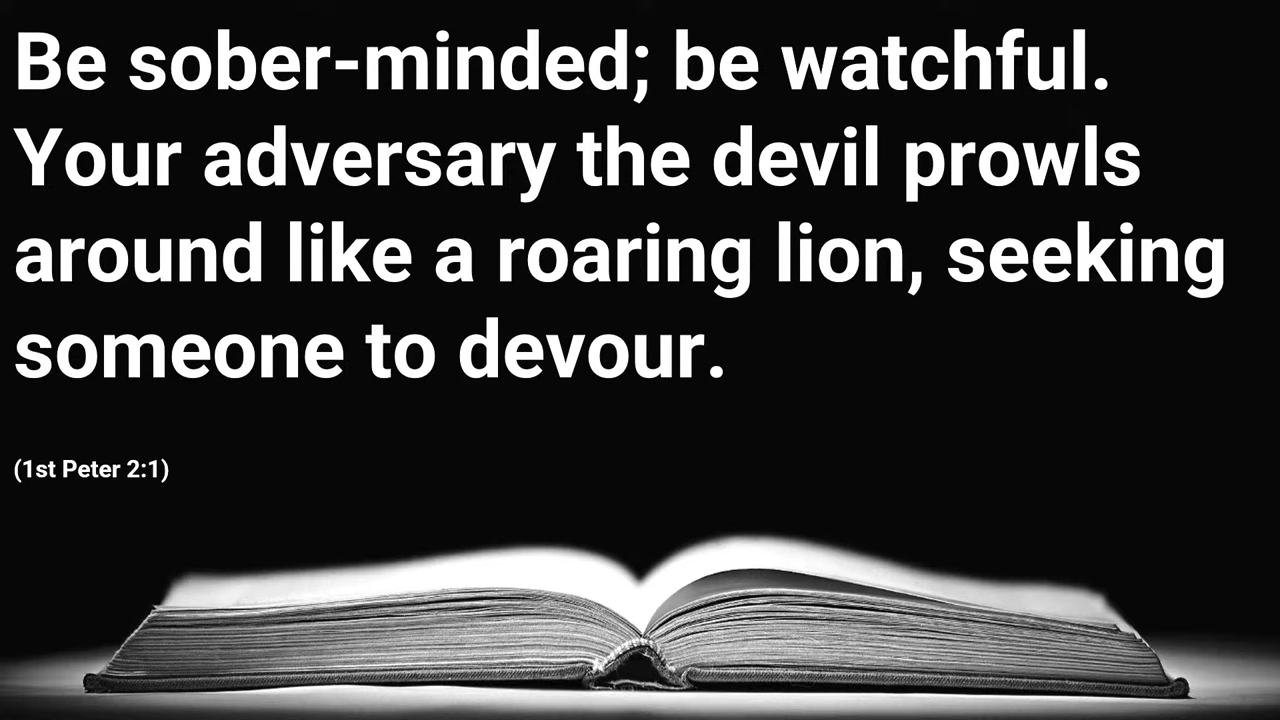 Be sober-minded; be watchful.
Your adversary the devil prowls
around like a roaring lion, seeking
someone to devour.
(1st Peter 2:1)